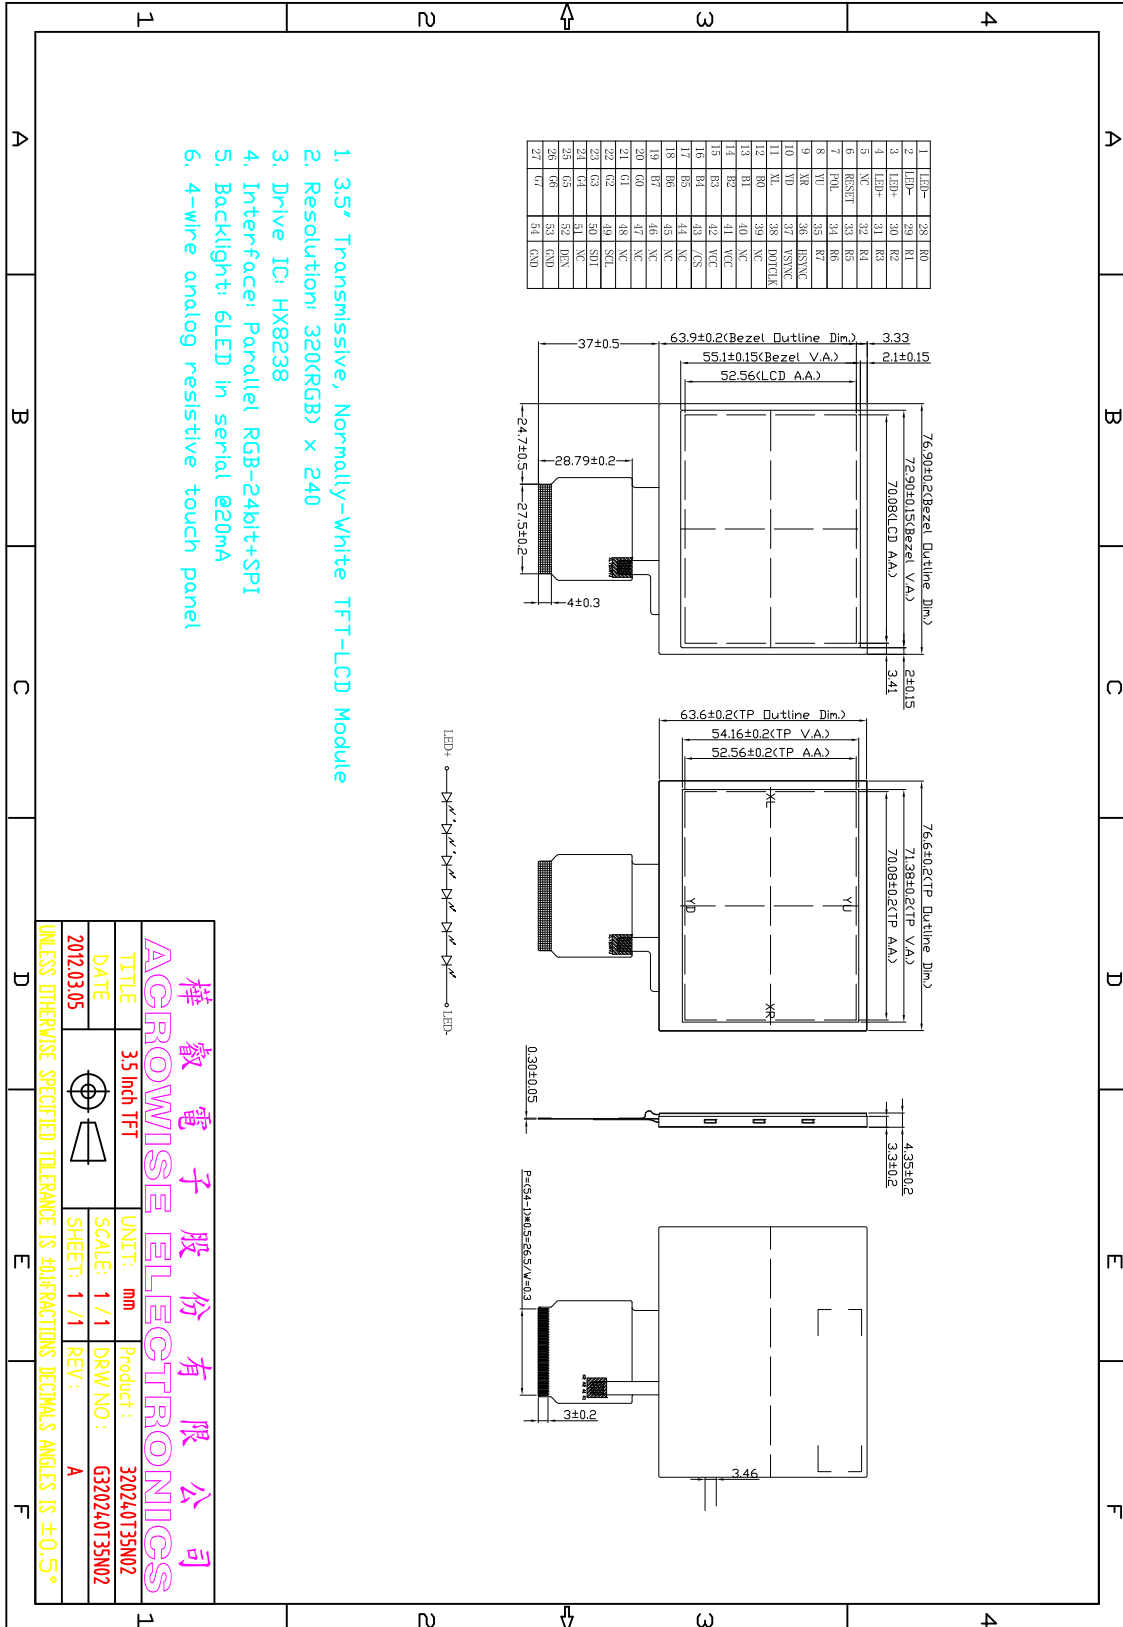 1 LED- 28 R0
2 LED- 29 R1
3 LED+ 30 R2
4 LED+ 31 R3
5 NC 32 R4
6 RESET 33 R5
7 POL 34 R6
8 YU 35 R7
9 XR 36 HSYNC
10 YD 37 VSYNC
11 XL 38 DOTCLK
12 B0 39 NC
13 B1 40 NC
14 B2 41 VCC
15 B3 42 VCC
16 B4 43 /CS
17 B5 44 NC
18 B6 45 NC
19 B7 46 NC
20 G0 47 NC
21 G1 48 NC
22 G2 49 SCL
23 G3 50 SDI
24 G4 51 NC
25 G5 52 DEN
26 G6 53 GND
27 G7 54 GND
76.90±0.2(Bezel Outline Dim.)
72.90±0.15(Bezel V.A.)
70.08(LCD A.A.)
2±0.15
3.41
3.33
2.1±0.15
63.9±0.2(Bezel Outline Dim.)
55.1±0.15(Bezel V.A.)
52.56(LCD A.A.)
37±0.5
28.79±0.2
24.7±0.5
27.5±0.2
4±0.3
76.6±0.2(TP Outline Dim.)
71.38±0.2(TP V.A.)
70.08±0.2(TP A.A.)
63.6±0.2(TP Outline Dim.)
54.16±0.2(TP V.A.)
52.56±0.2(TP A.A.)
XL
YU
YD
XR
4.35±0.2
3.3±0.2
0.30±0.05
P=(54-1)*0.5=26.5/W=0.3
3±0.2
3.46
LED+
LED-
1. 3.5" Transmissive, Normally-White TFT-LCD Module
2. Resolution: 320(RGB) x 240
3. Drive IC: HX8238
4. Interface: Parallel RGB-24bit+SPI
5. Backlight: 6LED in serial @20mA
6. 4-wire analog resistive touch panel
樺叡電子股份有限公司
ACROWISE ELECTRONICS
TITLE 3.5 Inch TFT UNIT: mm Product: 320240T35N02
DATE SCALE: 1/1 DRW NO: G320240T35N02
2012.03.05 SHEET: 1/1 REV: A
UNLESS OTHERWISE SPECIFIED TOLERANCE IS ±0.1 FRACTIONS DECIMALS ANGLES IS ±0.5°
A B C D E F
A B C D E F
1 2 3 4
1 2 3 4